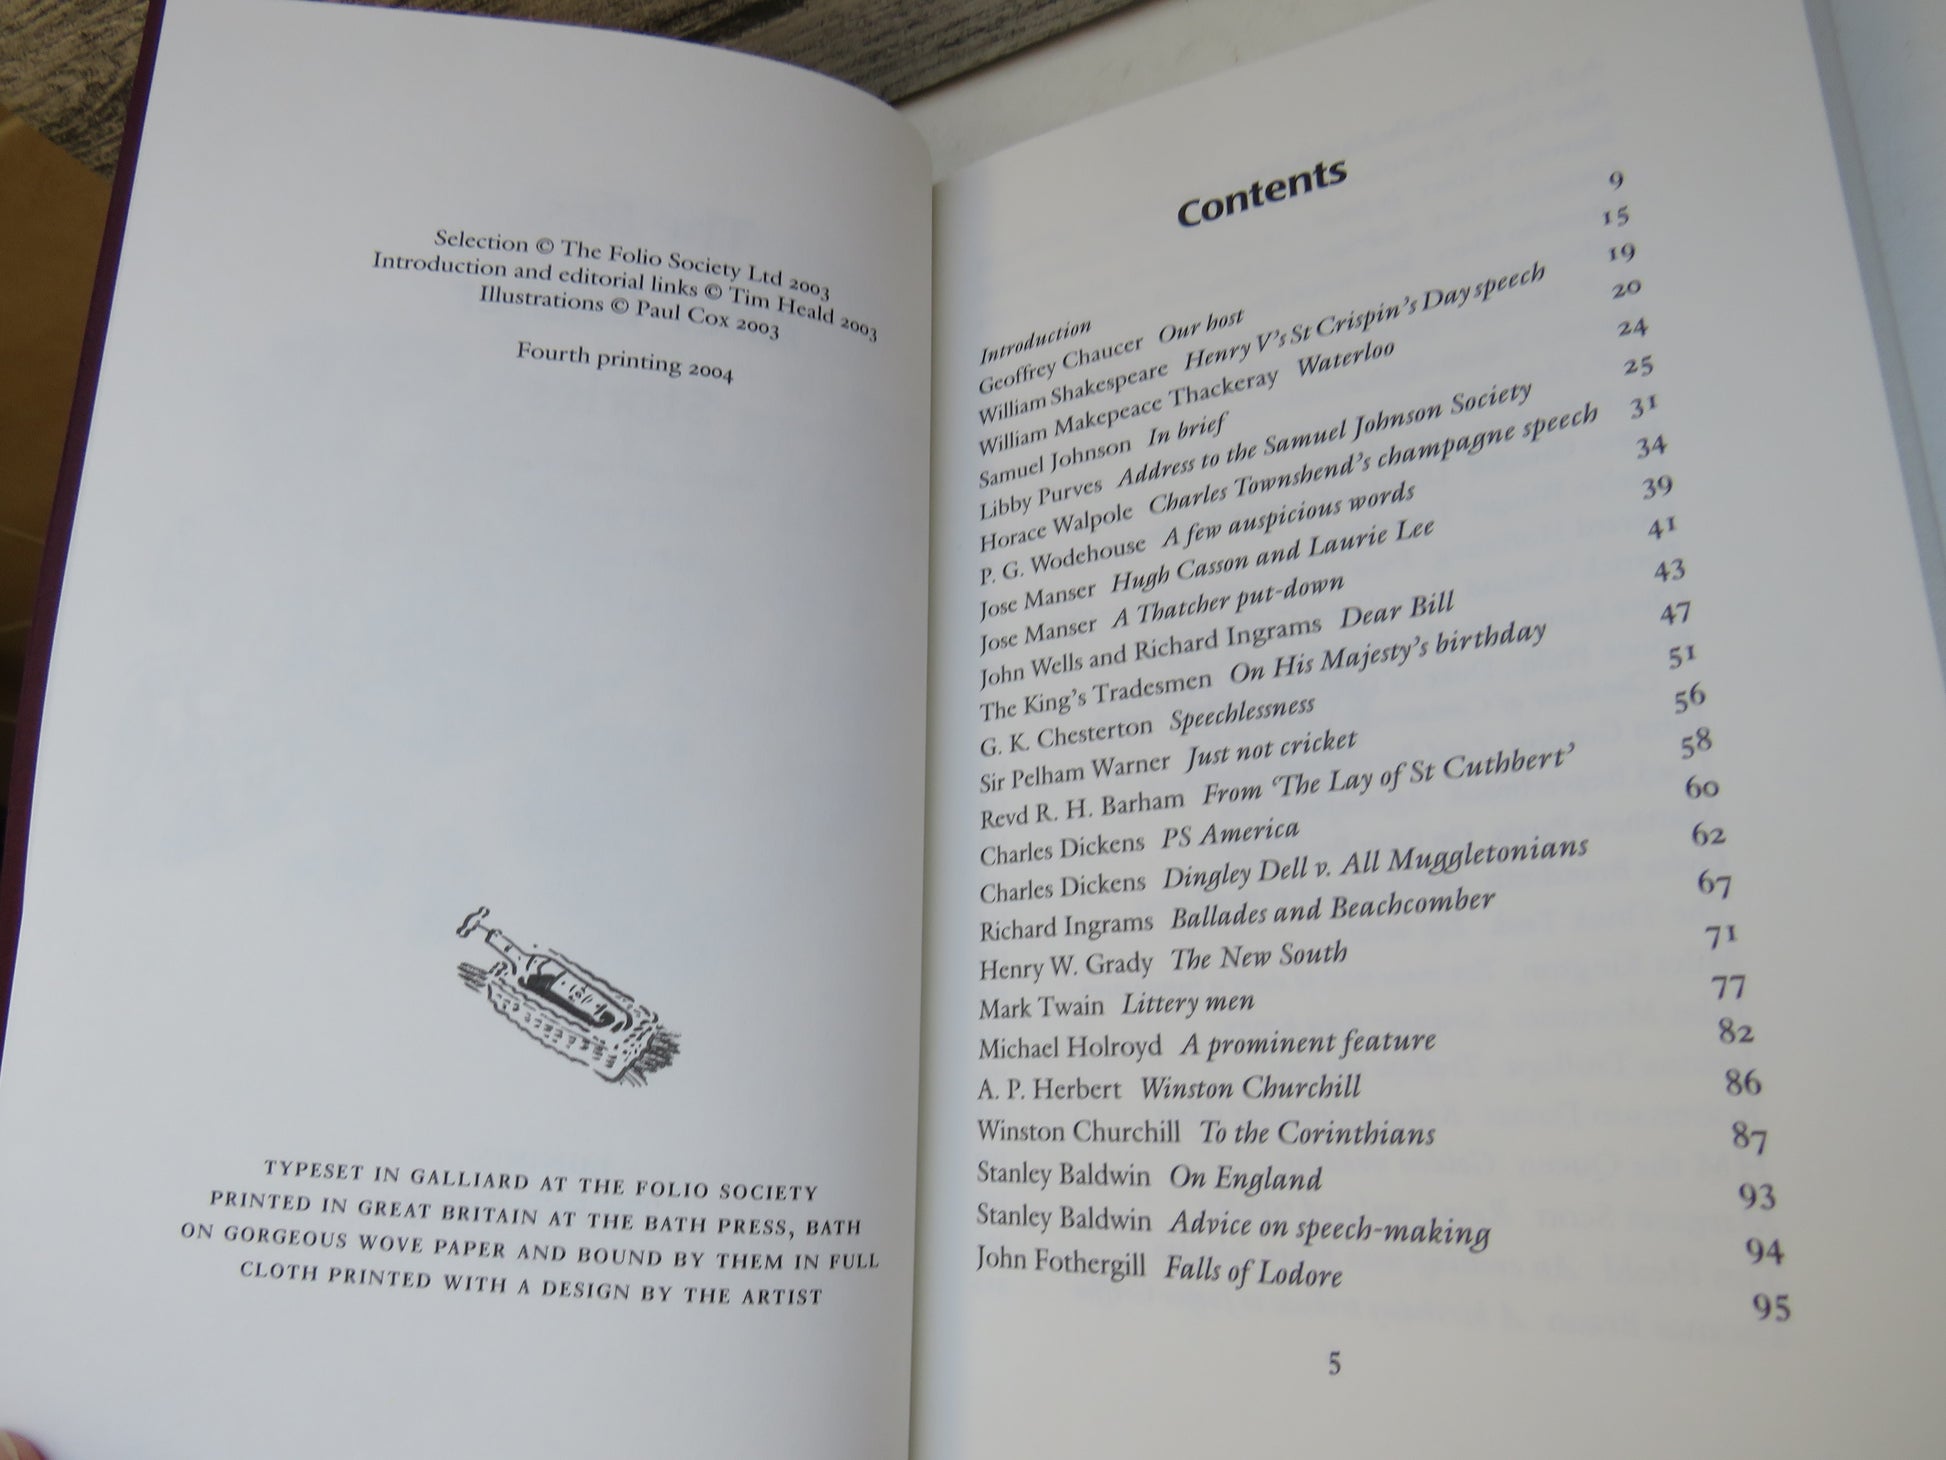 Selection © The Folio Society Ltd 2003
Introduction and editorial links © Tim Heald 2003
Illustrations © Paul Cox 2003
Fourth printing 2004
TYPESET IN GALLIARD AT THE FOLIO SOCIETY
PRINTED IN GREAT BRITAIN AT THE BATH PRESS, BATH
ON GORGEOUS WOVE PAPER AND BOUND BY THEM IN FULL
CLOTH PRINTED WITH A DESIGN BY THE ARTIST
Contents
Introduction 9
Geoffrey Chaucer Our host 15
William Shakespeare Henry V's St Crispin's Day speech 19
William Makepeace Thackeray Waterloo 20
Samuel Johnson In brief 24
Libby Purves Address to the Samuel Johnson Society 25
Horace Walpole Charles Townshend's champagne speech 31
P. G. Wodehouse A few auspicious words 34
Jose Manser Hugh Casson and Laurie Lee 39
Jose Manser A Thatcher put-down 41
John Wells and Richard Ingrams Dear Bill 43
The King's Tradesmen On His Majesty's birthday 47
G. K. Chesterton Speechlessness 51
Sir Pelham Warner Just not cricket 56
Revd R. H. Barham From 'The Lay of St Cuthbert' 58
Charles Dickens PS America 60
Charles Dickens Dingley Dell v. All Muggletonians 62
Richard Ingrams Ballades and Beachcomber 67
Henry W. Grady The New South 71
Mark Twain Littery men 77
Michael Holroyd A prominent feature 82
A. P. Herbert Winston Churchill 86
Winston Churchill To the Corinthians 87
Stanley Baldwin On England 93
Stanley Baldwin Advice on speech-making 94
John Fothergill Falls of Lodore 95
5